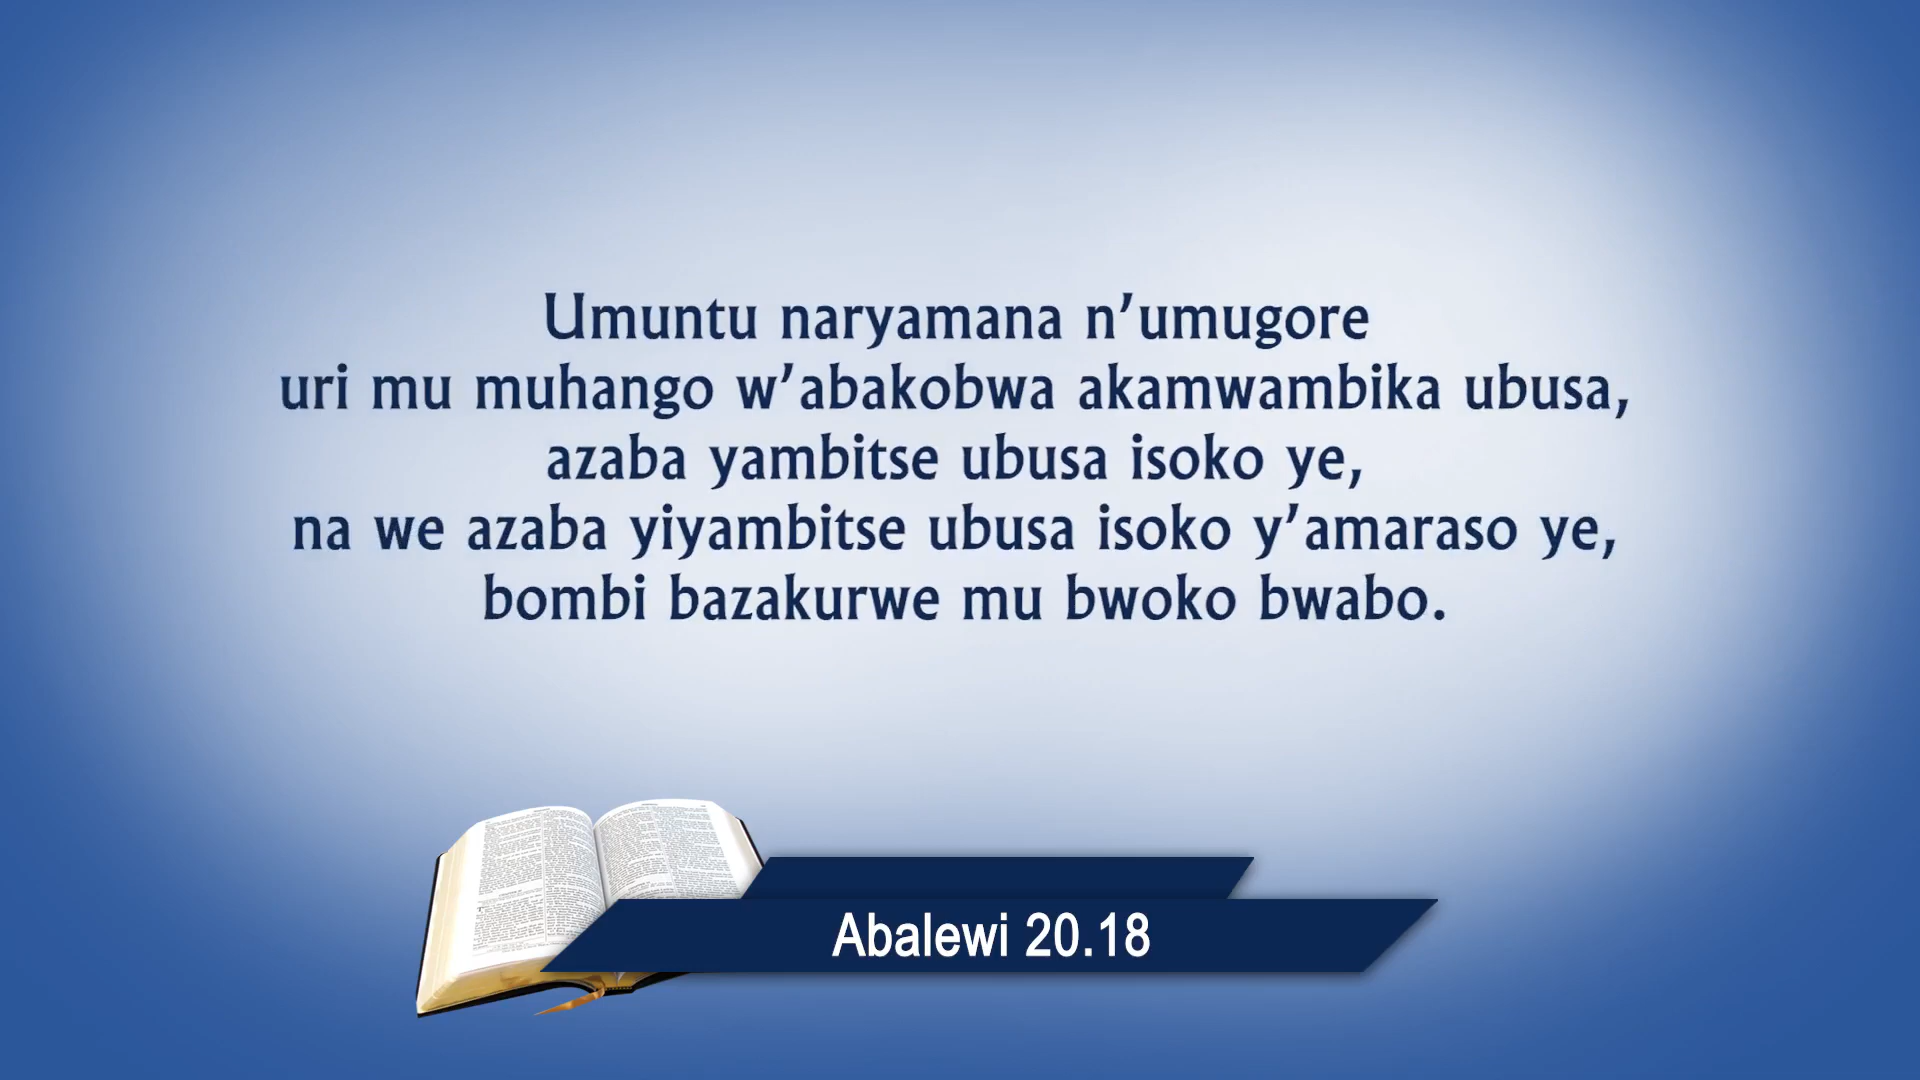 Umuntu naryamana n’umugore
uri mu muhango w’abakobwa akamwambika ubusa,
azaba yambitse ubusa isoko ye,
na we azaba yiyambitse ubusa isoko y’amaraso ye,
bombi bazakurwe mu bwoko bwabo.
Abalewi 20.18